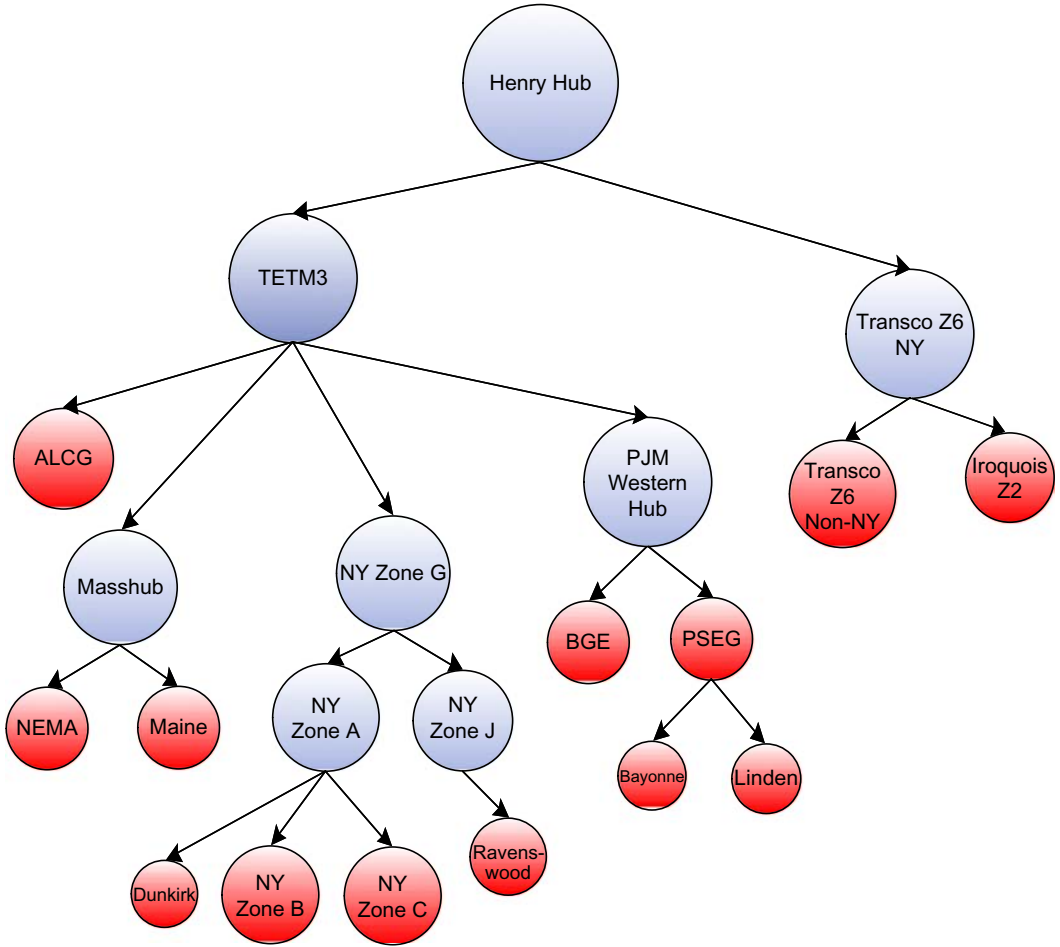 Henry Hub
TETM3
Transco Z6
NY
ALCG
PJM
Western
Hub
Transco
Z6
Non-NY
Iroquois
Z2
Masshub
NY Zone G
BGE
PSEG
NEMA
Maine
NY
Zone A
NY
Zone J
Bayonne
Linden
Dunkirk
NY
Zone B
NY
Zone C
Ravens-
wood